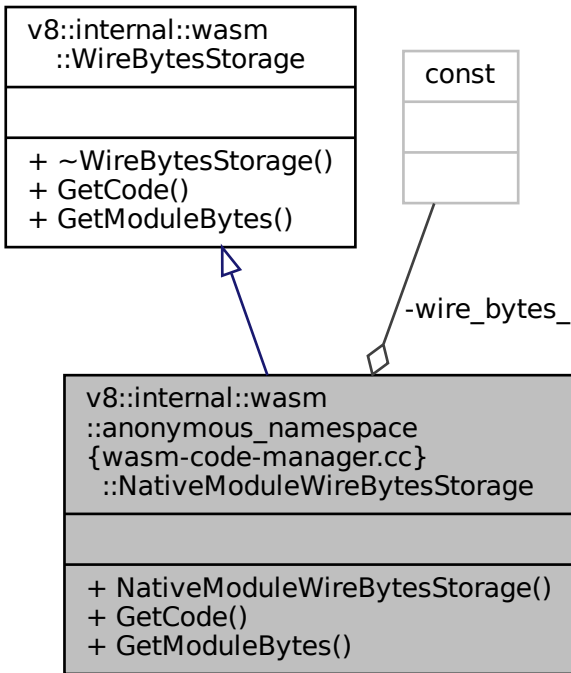 v8::internal::wasm
::WireBytesStorage
+ ~WireBytesStorage()
+ GetCode()
+ GetModuleBytes()
const
-wire_bytes_
v8::internal::wasm
::anonymous_namespace
{wasm-code-manager.cc}
::NativeModuleWireBytesStorage
+ NativeModuleWireBytesStorage()
+ GetCode()
+ GetModuleBytes()